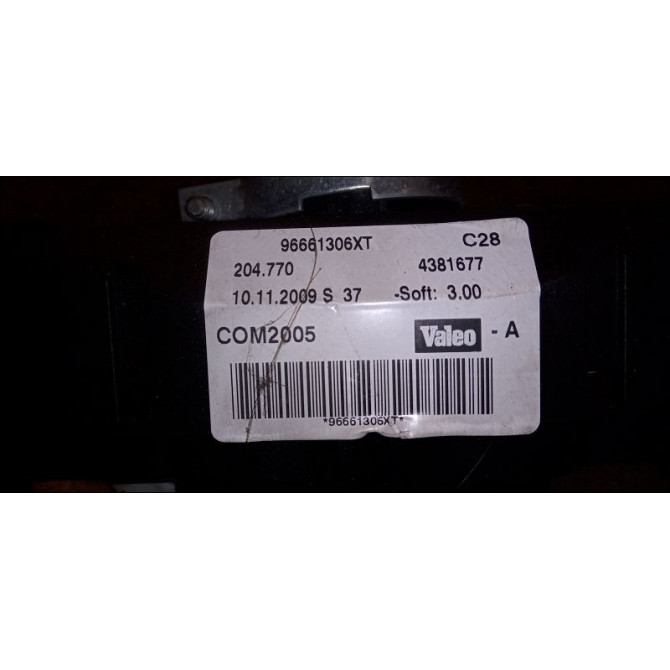 96661306XT C28
204.770 4381677
10.11.2009 S 37 -Soft: 3.00
COM2005 Valeo - A
*96661306XT*